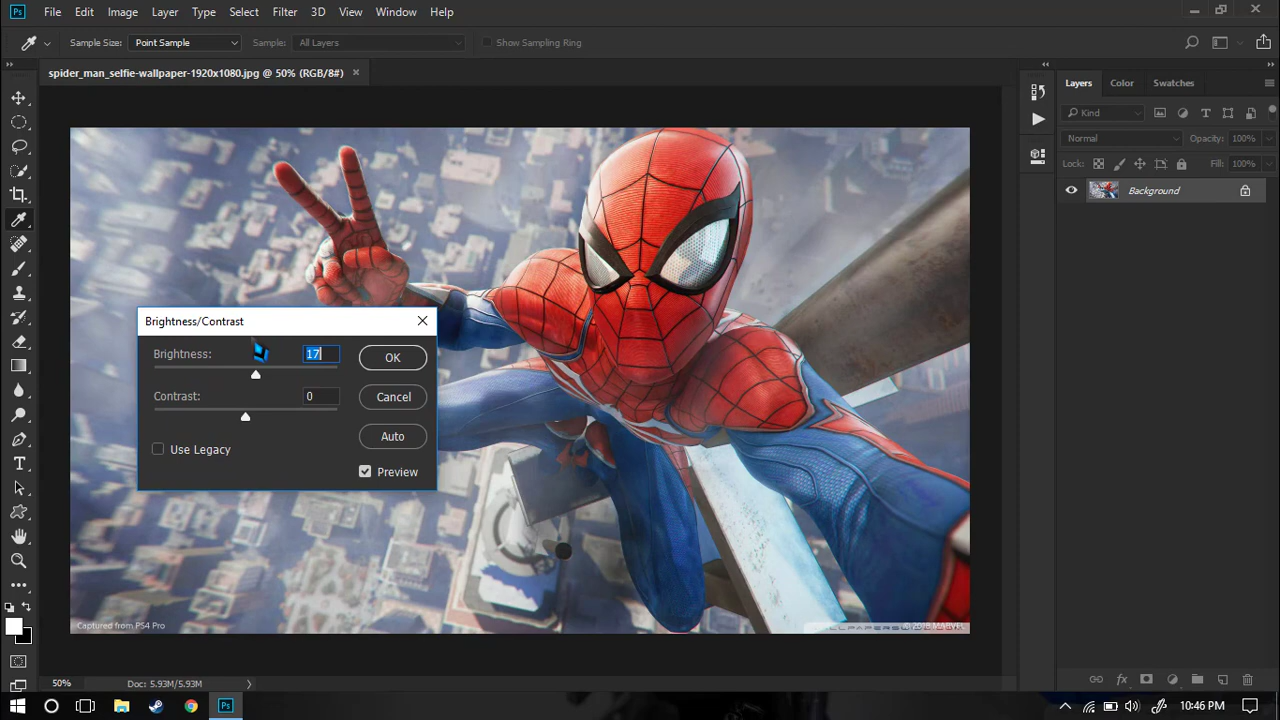 Ps File Edit Image Layer Type Select Filter 3D View Window Help
Sample Size: Point Sample Sample: All Layers Show Sampling Ring
spider_man_selfie-wallpaper-1920x1080.jpg @ 50% (RGB/8#) ×
Layers Color Swatches
Kind
Normal Opacity: 100%
Lock: Fill: 100%
Background
Brightness/Contrast
Brightness: 17
OK
Contrast: 0
Cancel
Auto
Use Legacy
Preview
Captured from PS4 Pro
50% Doc: 5.93M/5.93M
Ps 10:46 PM